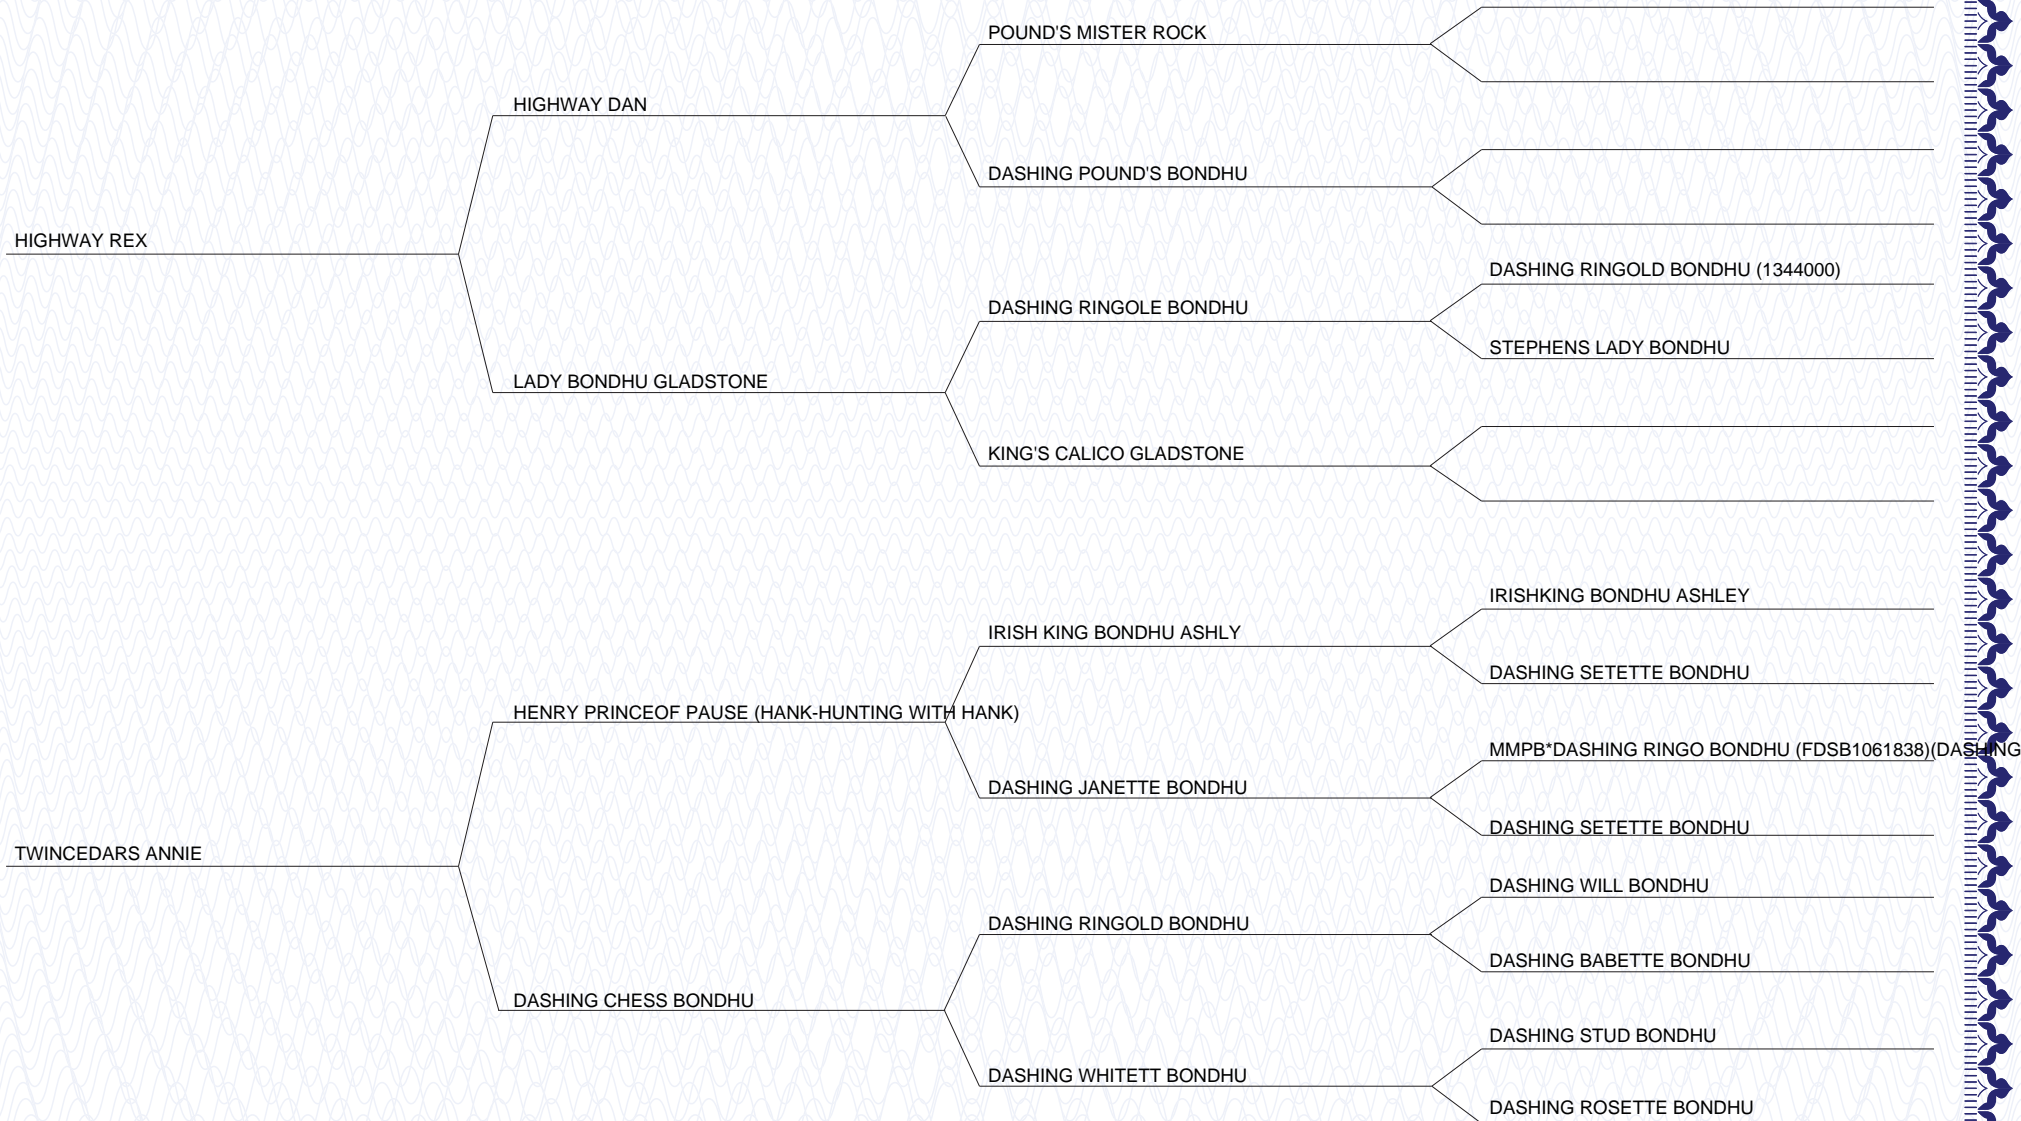 POUND'S MISTER ROCK
HIGHWAY DAN
DASHING POUND'S BONDHU
HIGHWAY REX
DASHING RINGOLD BONDHU (1344000)
DASHING RINGOLE BONDHU
STEPHENS LADY BONDHU
LADY BONDHU GLADSTONE
KING'S CALICO GLADSTONE
IRISHKING BONDHU ASHLEY
IRISH KING BONDHU ASHLY
DASHING SETETTE BONDHU
HENRY PRINCEOF PAUSE (HANK-HUNTING WITH HANK)
MMPB*DASHING RINGO BONDHU (FDSB1061838)(DASHING
DASHING JANETTE BONDHU
DASHING SETETTE BONDHU
TWINCEDARS ANNIE
DASHING WILL BONDHU
DASHING RINGOLD BONDHU
DASHING BABETTE BONDHU
DASHING CHESS BONDHU
DASHING STUD BONDHU
DASHING WHITETT BONDHU
DASHING ROSETTE BONDHU